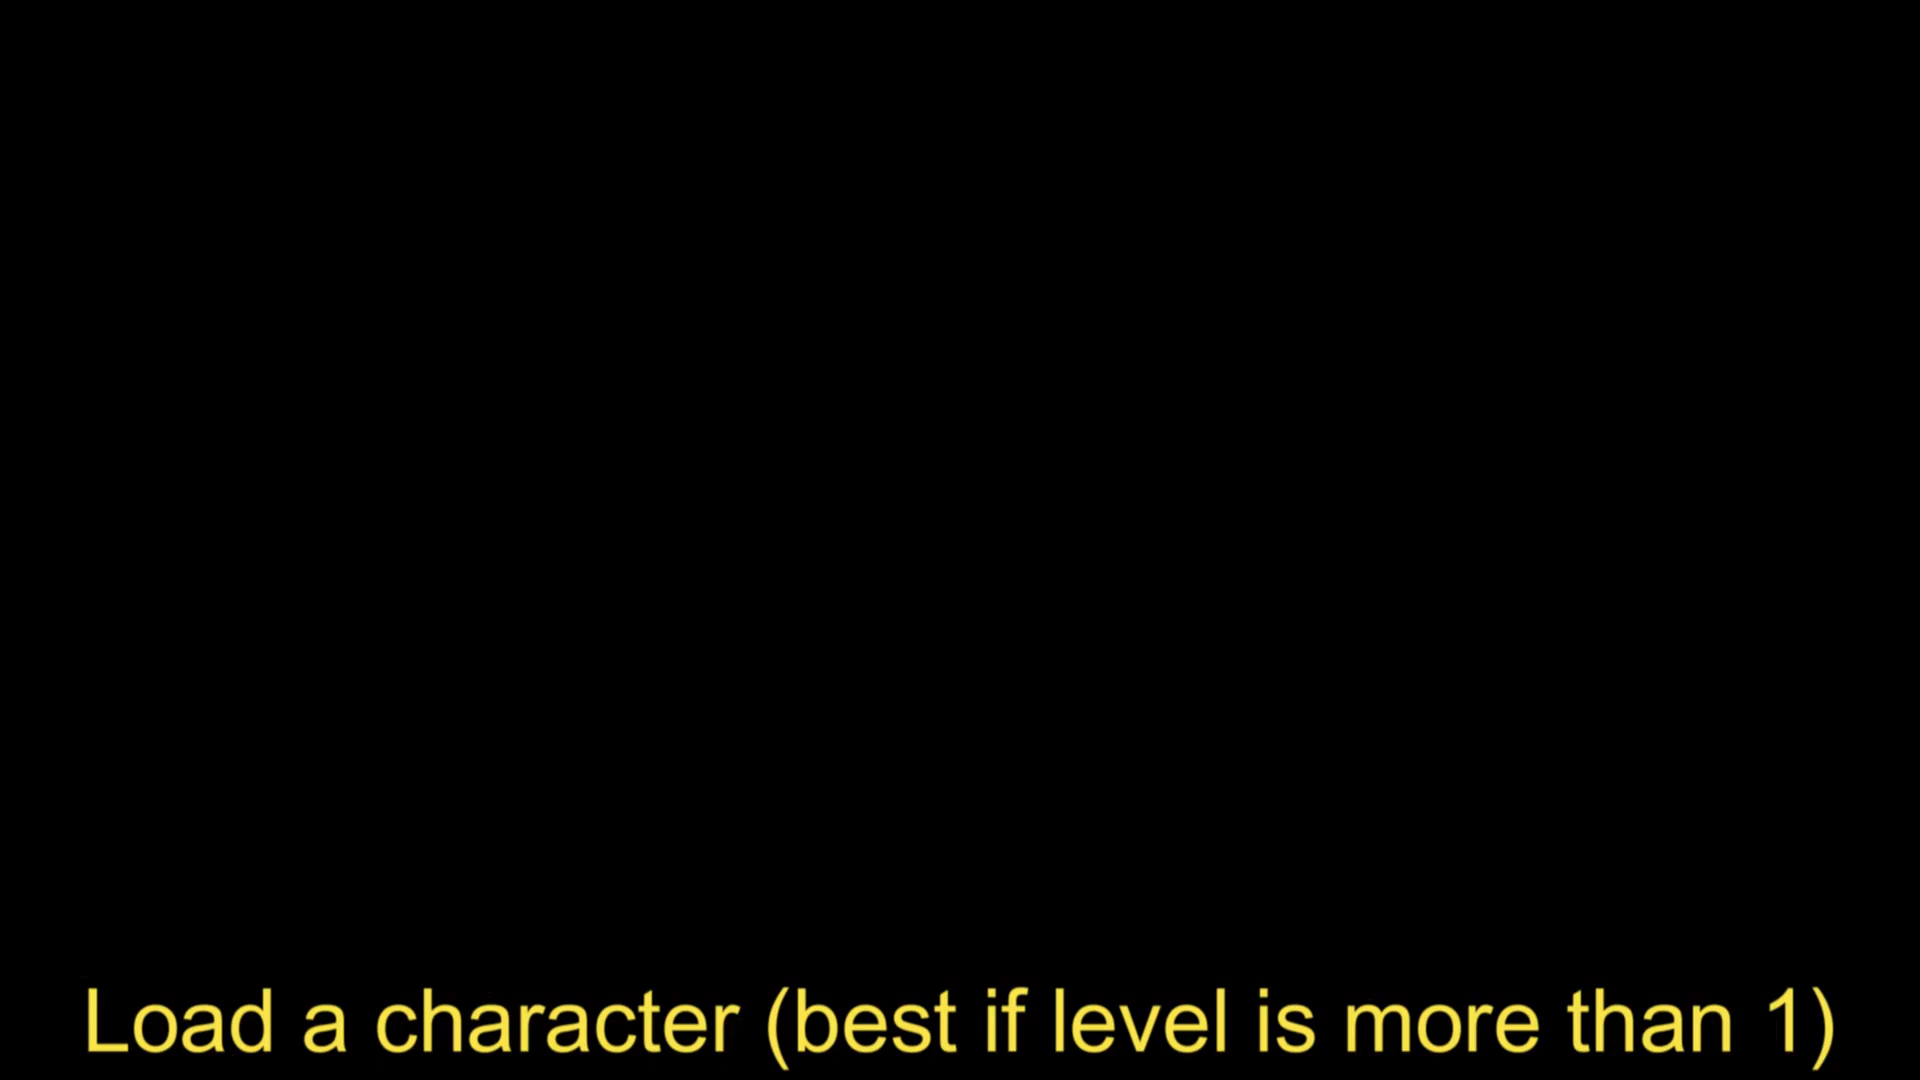 Load a character (best if level is more than 1)